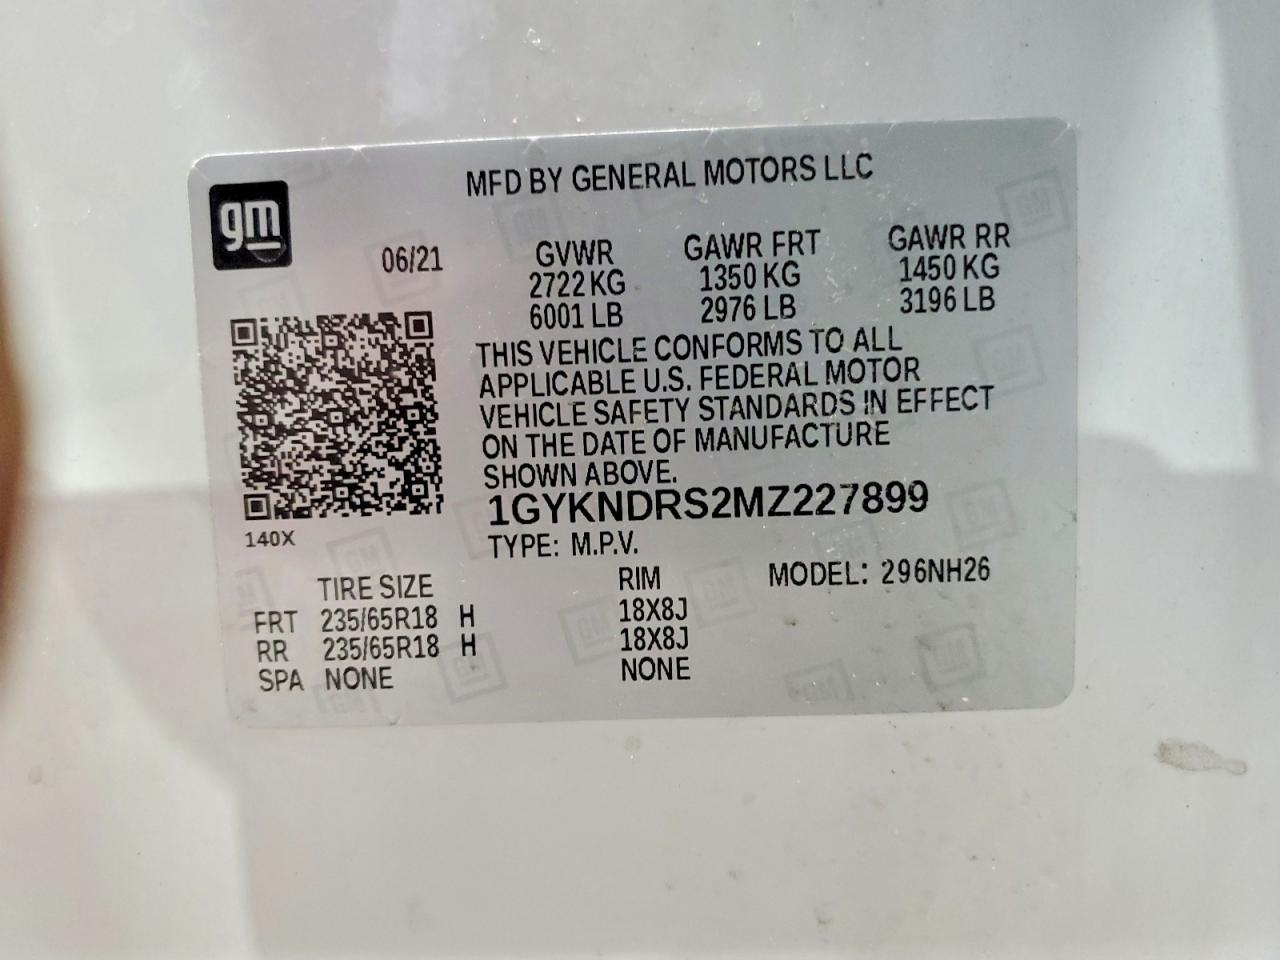 MFD BY GENERAL MOTORS LLC
gm
06/21 GVWR GAWR FRT GAWR RR
2722 KG 1350 KG 1450 KG
6001 LB 2976 LB 3196 LB
THIS VEHICLE CONFORMS TO ALL
APPLICABLE U.S. FEDERAL MOTOR
VEHICLE SAFETY STANDARDS IN EFFECT
ON THE DATE OF MANUFACTURE
SHOWN ABOVE.
1GYKNDRS2MZ227899
140X
TYPE: M.P.V.
TIRE SIZE RIM MODEL: 296NH26
FRT 235/65R18 H 18X8J
RR 235/65R18 H 18X8J
SPA NONE NONE